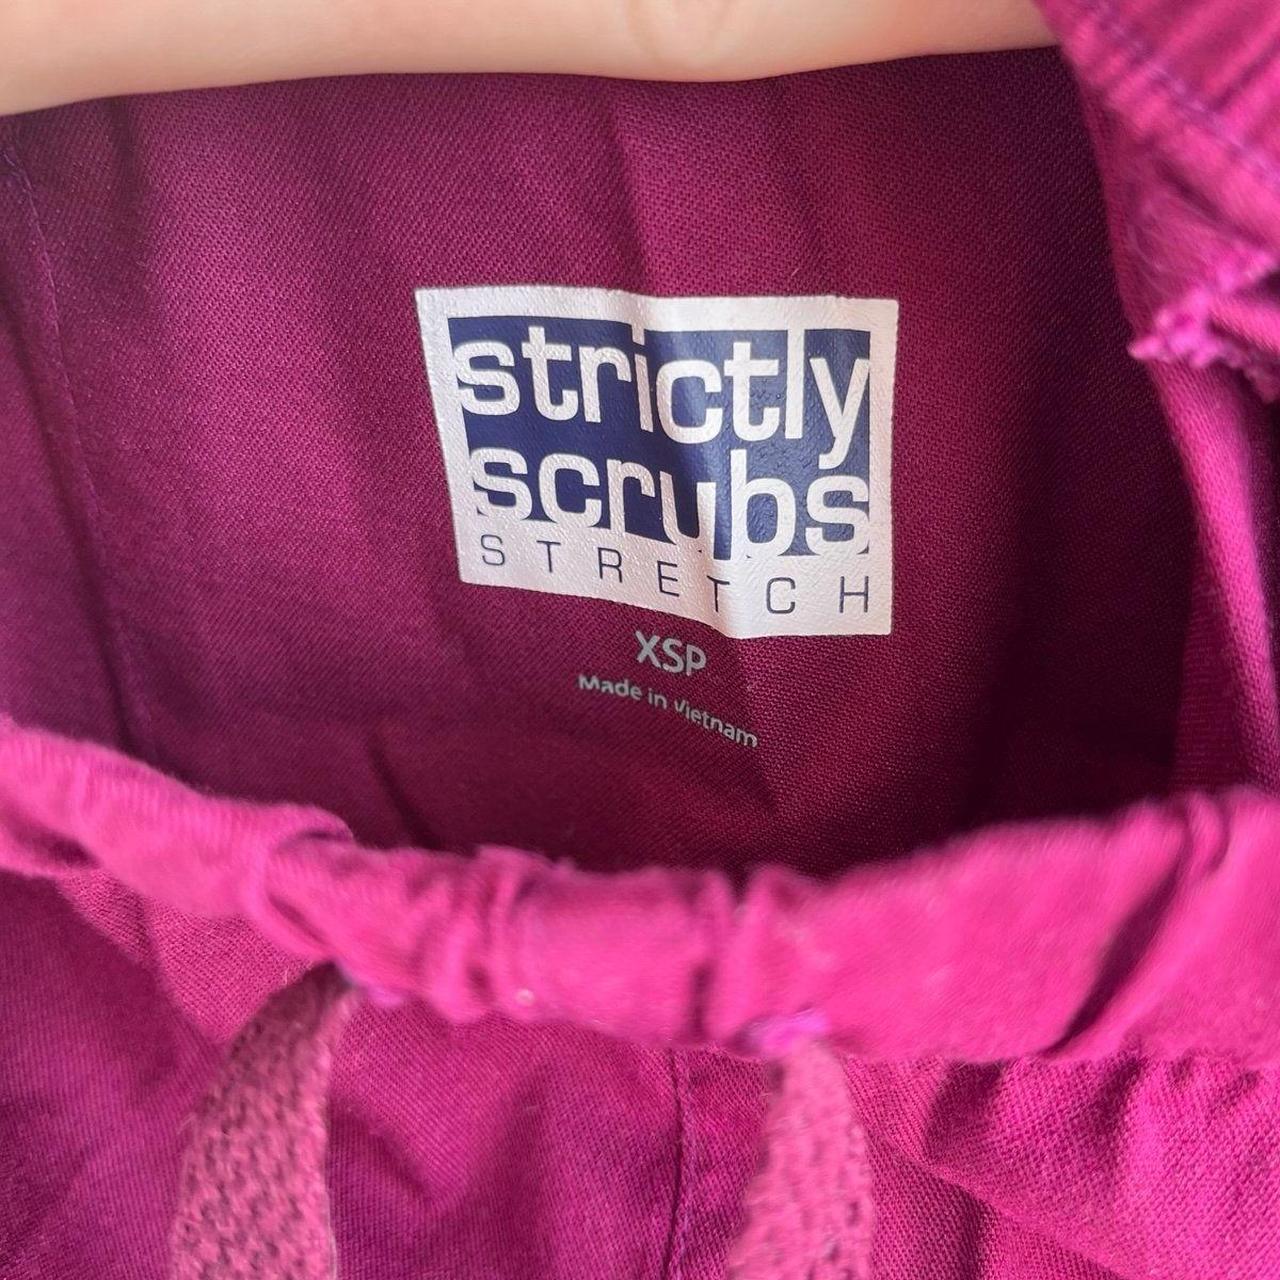 strictly
scrubs
STRETCH
XSP
Made in Vietnam